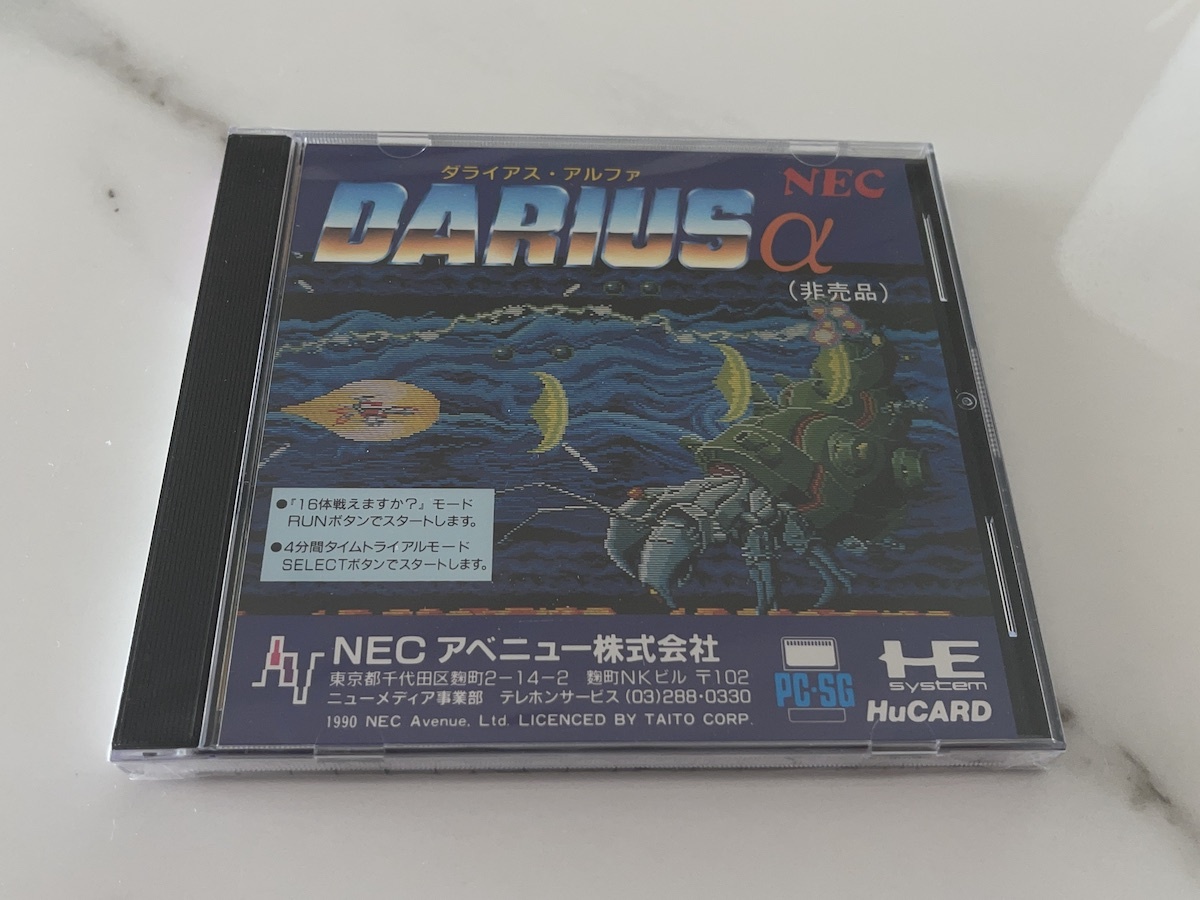 ダライアス・アルファ
NEC
DARIUS α
(非売品)
●『16体戦えますか?』モード
RUNボタンでスタートします。
●4分間タイムトライアルモード
SELECTボタンでスタートします。
NEC アベニュー株式会社
東京都千代田区麹町2-14-2 麹町NKビル 〒102
ニューメディア事業部 テレホンサービス (03)288・0330
1990 NEC Avenue, Ltd. LICENCED BY TAITO CORP.
PC-SG
HE
system
HuCARD